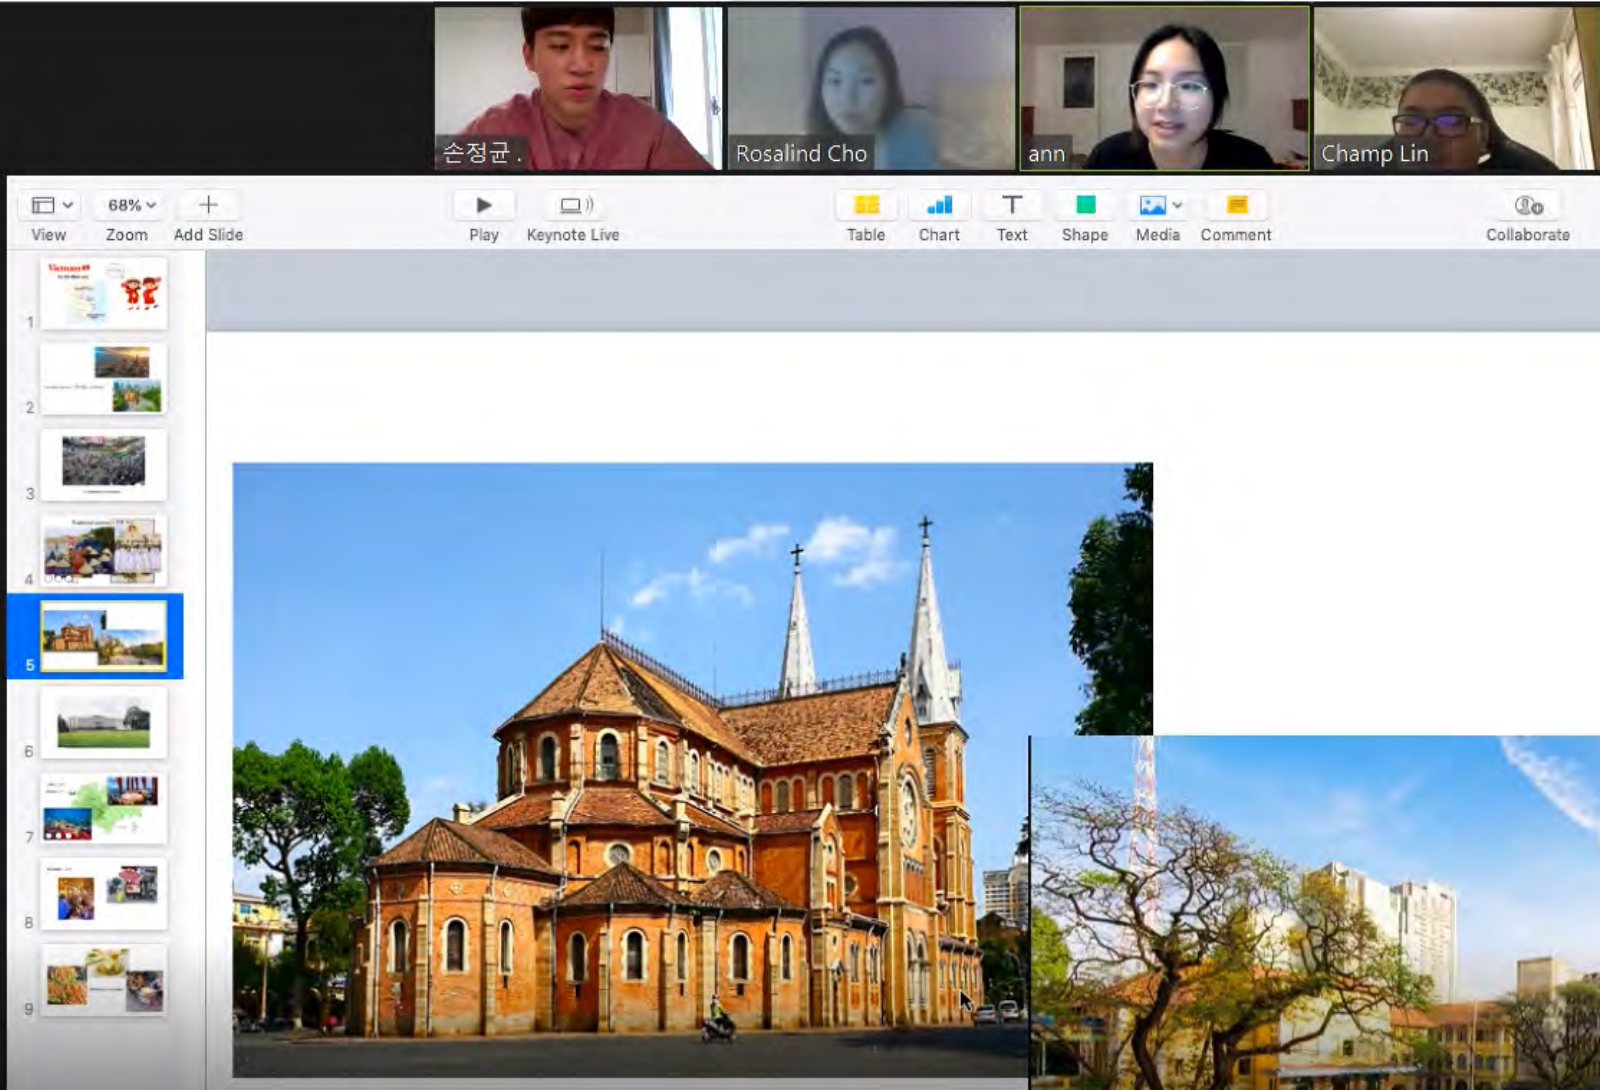 손정균 .
Rosalind Cho
ann
Champ Lin
68%
View
Zoom
Add Slide
Play
Keynote Live
Table
Chart
Text
Shape
Media
Comment
Collaborate
Vietnam
1
2
3
4
5
6
7
8
9